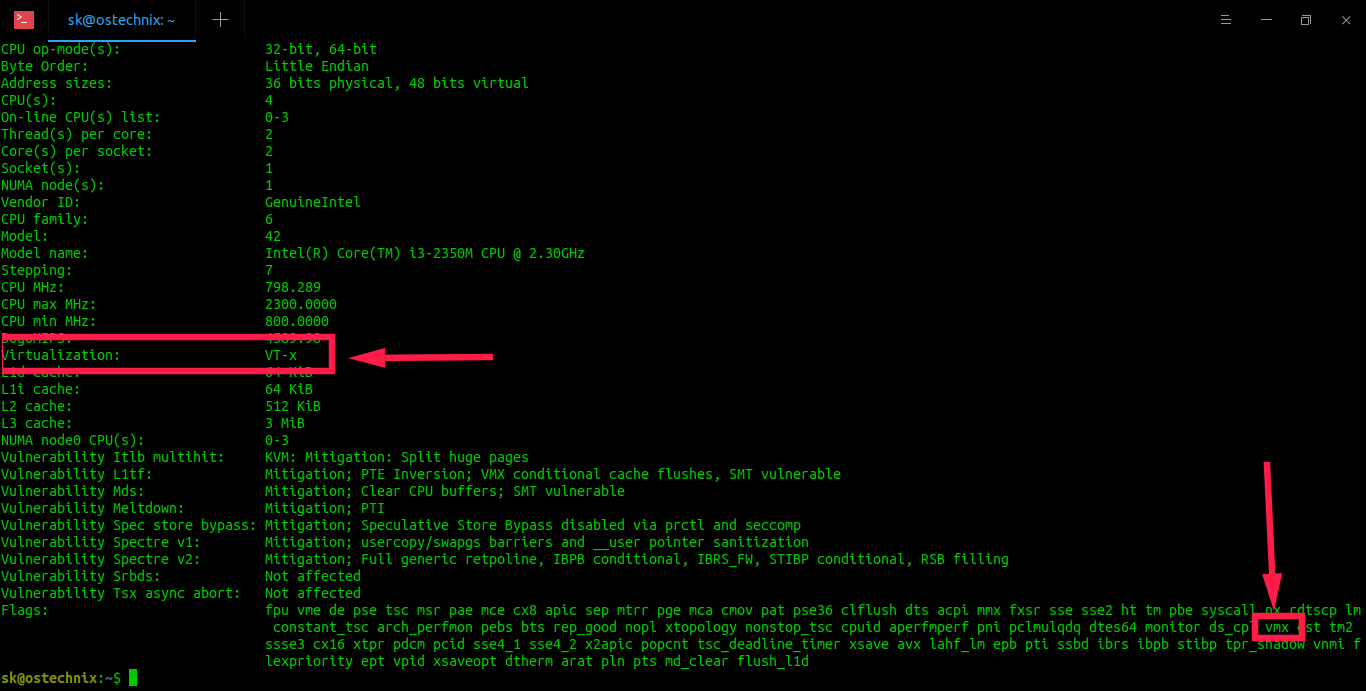 sk@ostechnix: ~
CPU op-mode(s): 32-bit, 64-bit
Byte Order: Little Endian
Address sizes: 36 bits physical, 48 bits virtual
CPU(s): 4
On-line CPU(s) list: 0-3
Thread(s) per core: 2
Core(s) per socket: 2
Socket(s): 1
NUMA node(s): 1
Vendor ID: GenuineIntel
CPU family: 6
Model: 42
Model name: Intel(R) Core(TM) i3-2350M CPU @ 2.30GHz
Stepping: 7
CPU MHz: 798.289
CPU max MHz: 2300.0000
CPU min MHz: 800.0000
BogoMIPS: 4589.98
Virtualization: VT-x
L1d cache: 64 KiB
L1i cache: 64 KiB
L2 cache: 512 KiB
L3 cache: 3 MiB
NUMA node0 CPU(s): 0-3
Vulnerability Itlb multihit: KVM: Mitigation: Split huge pages
Vulnerability L1tf: Mitigation; PTE Inversion; VMX conditional cache flushes, SMT vulnerable
Vulnerability Mds: Mitigation; Clear CPU buffers; SMT vulnerable
Vulnerability Meltdown: Mitigation; PTI
Vulnerability Spec store bypass: Mitigation; Speculative Store Bypass disabled via prctl and seccomp
Vulnerability Spectre v1: Mitigation; usercopy/swapgs barriers and __user pointer sanitization
Vulnerability Spectre v2: Mitigation; Full generic retpoline, IBPB conditional, IBRS_FW, STIBP conditional, RSB filling
Vulnerability Srbds: Not affected
Vulnerability Tsx async abort: Not affected
Flags: fpu vme de pse tsc msr pae mce cx8 apic sep mtrr pge mca cmov pat pse36 clflush dts acpi mmx fxsr sse sse2 ht tm pbe syscall nx rdtscp lm
constant_tsc arch_perfmon pebs bts rep_good nopl xtopology nonstop_tsc cpuid aperfmperf pni pclmulqdq dtes64 monitor ds_cpl vmx est tm2
ssse3 cx16 xtpr pdcm pcid sse4_1 sse4_2 x2apic popcnt tsc_deadline_timer xsave avx lahf_lm epb pti ssbd ibrs ibpb stibp tpr_shadow vnmi f
lexpriority ept vpid xsaveopt dtherm arat pln pts md_clear flush_l1d
sk@ostechnix:~$